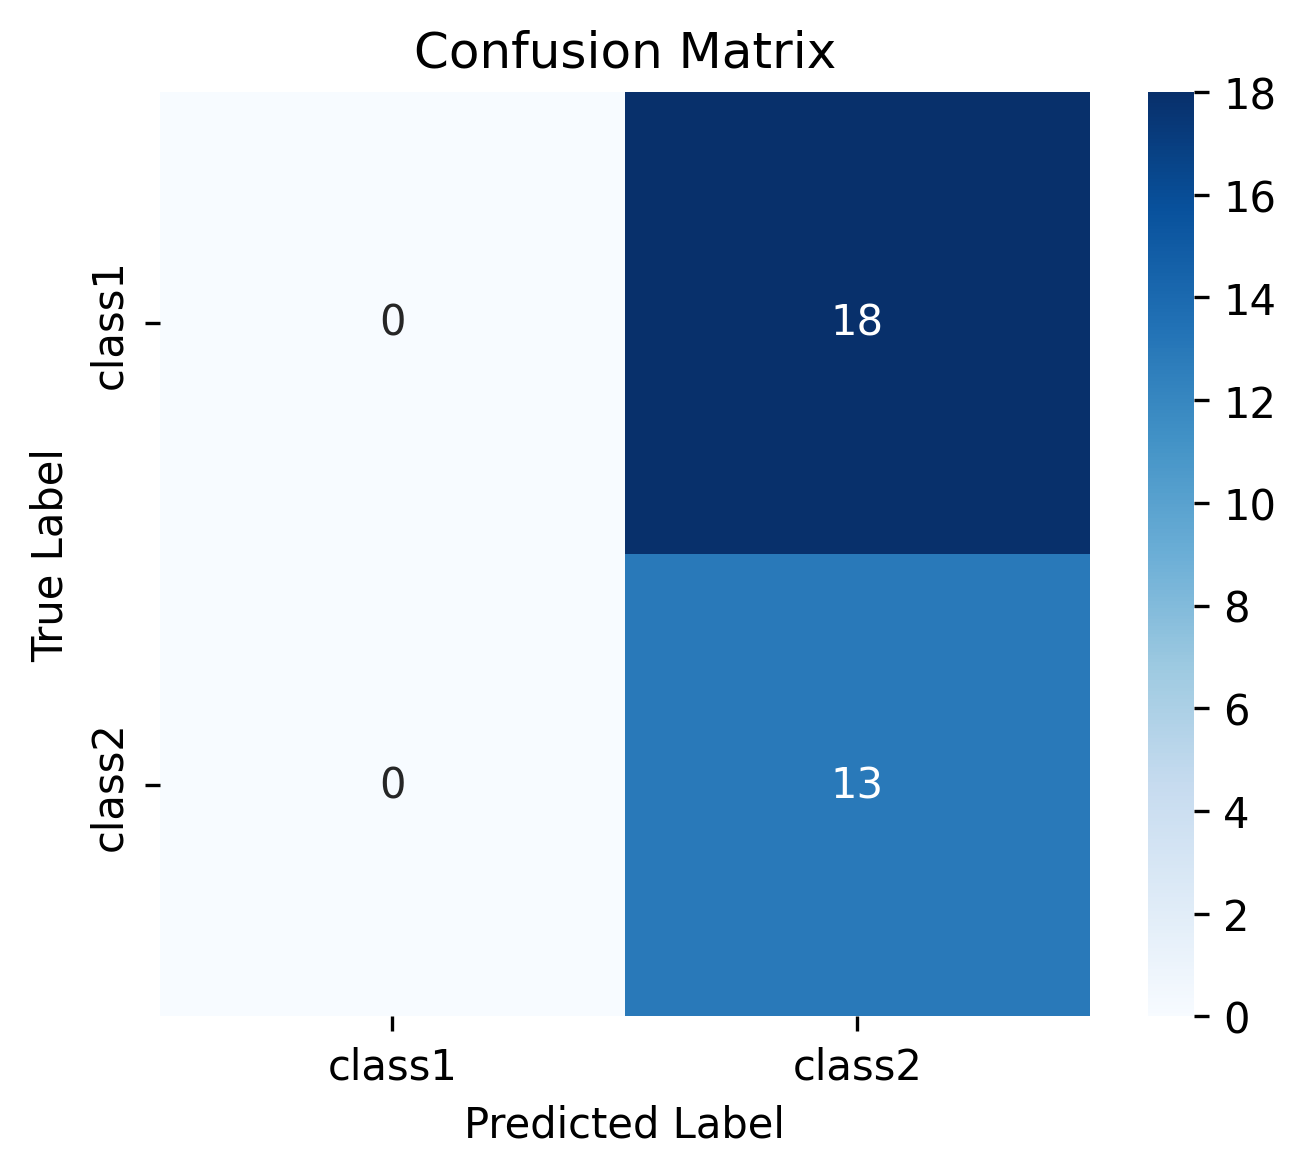 Confusion Matrix
True Label
class1
class2
0
18
0
13
class1
class2
Predicted Label
18
16
14
12
10
8
6
4
2
0